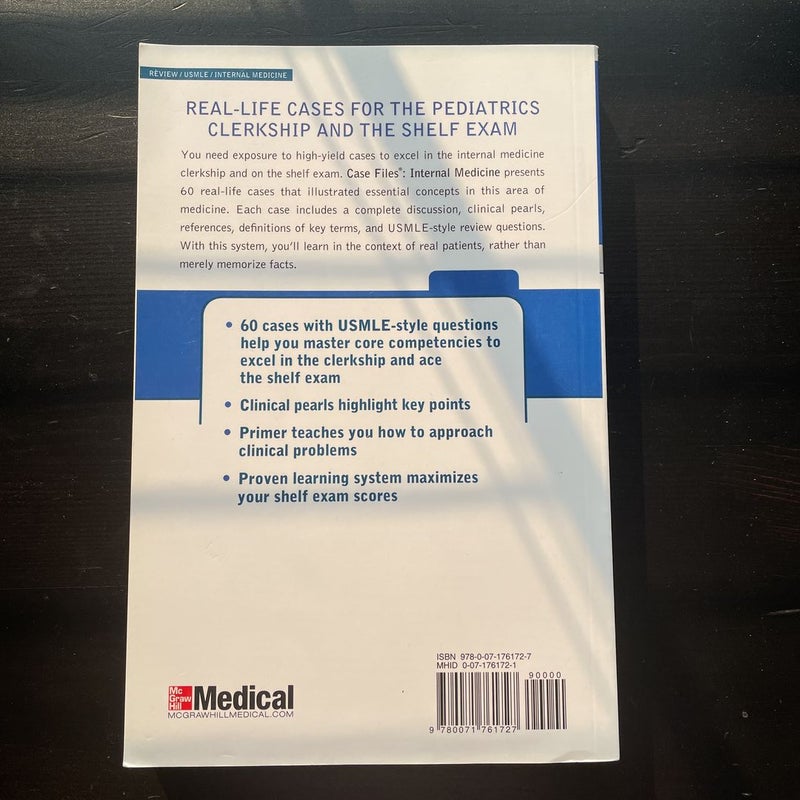 REVIEW / USMLE / INTERNAL MEDICINE
REAL-LIFE CASES FOR THE PEDIATRICS
CLERKSHIP AND THE SHELF EXAM
You need exposure to high-yield cases to excel in the internal medicine
clerkship and on the shelf exam. Case Files®: Internal Medicine presents
60 real-life cases that illustrated essential concepts in this area of
medicine. Each case includes a complete discussion, clinical pearls,
references, definitions of key terms, and USMLE-style review questions.
With this system, you'll learn in the context of real patients, rather than
merely memorize facts.
• 60 cases with USMLE-style questions
help you master core competencies to
excel in the clerkship and ace
the shelf exam
• Clinical pearls highlight key points
• Primer teaches you how to approach
clinical problems
• Proven learning system maximizes
your shelf exam scores
ISBN 978-0-07-176172-7
MHID 0-07-176172-1
90000
9 780071 761727
Mc
Graw
Hill
Medical
MCGRAWHILLMEDICAL.COM